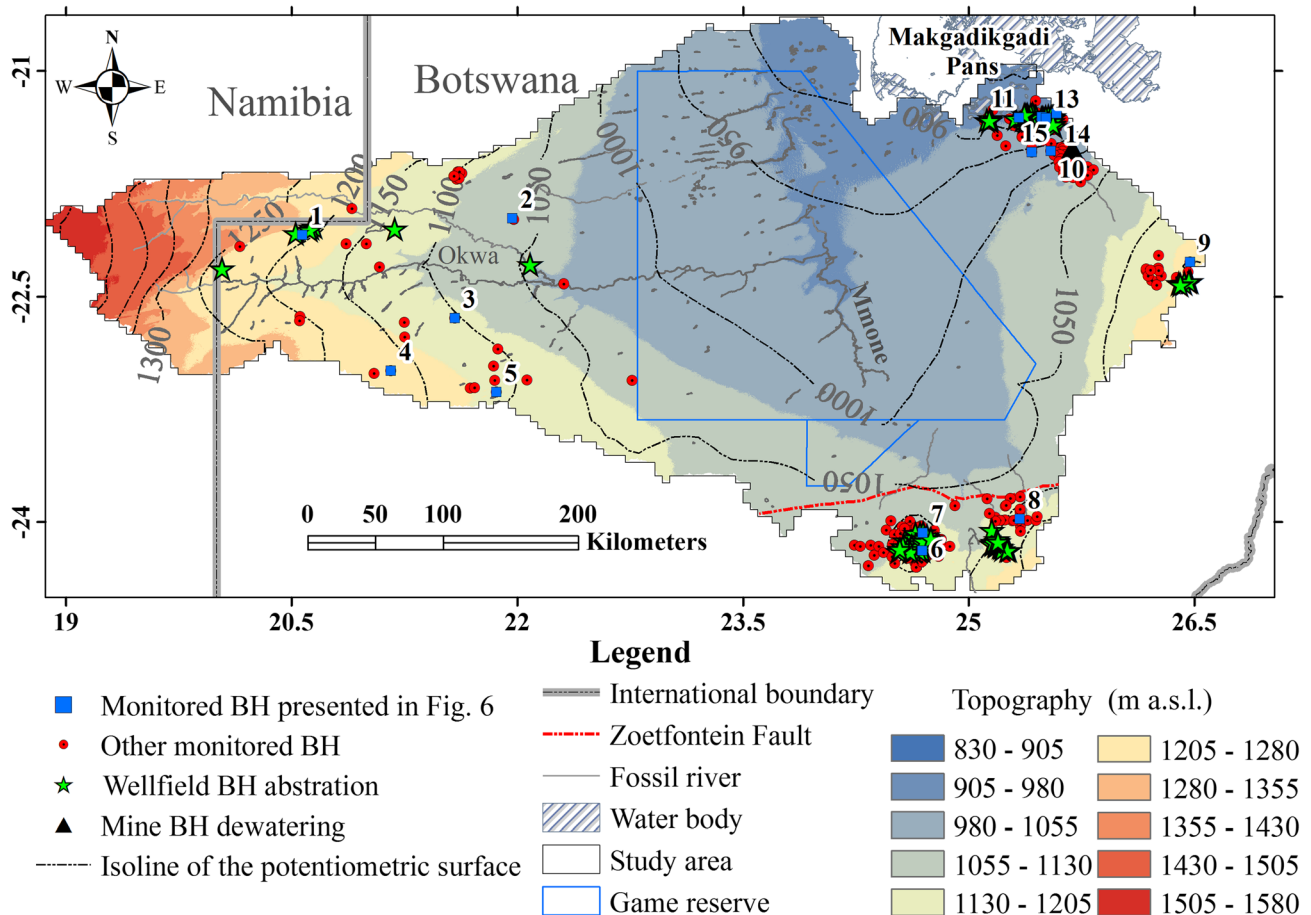 Makgadikgadi
Pans
Botswana
Namibia
N
W E
S
-21
-22.5
-24
11
13
15
14
10
900
950
1000
1050
1100
1150
1200
1250
1300
1
2
Okwa
3
4
5
9
1050
Mmone
1000
1050
8
7
6
0 50 100 200
Kilometers
19 20.5 22 23.5 25 26.5
Legend
Monitored BH presented in Fig. 6
Other monitored BH
Wellfield BH abstration
Mine BH dewatering
Isoline of the potentiometric surface
International boundary
Zoetfontein Fault
Fossil river
Water body
Study area
Game reserve
Topography (m a.s.l.)
830 - 905
905 - 980
980 - 1055
1055 - 1130
1130 - 1205
1205 - 1280
1280 - 1355
1355 - 1430
1430 - 1505
1505 - 1580